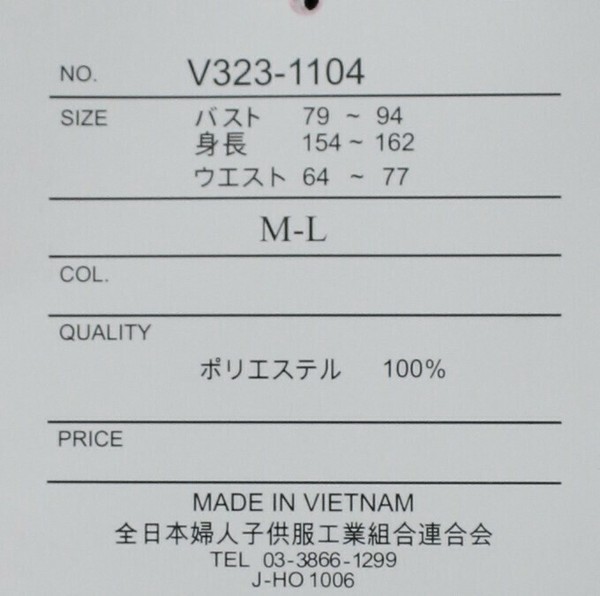 NO. V323-1104
SIZE バスト 79 ~ 94
身長 154 ~ 162
ウエスト 64 ~ 77
M-L
COL.
QUALITY
ポリエステル 100%
PRICE
MADE IN VIETNAM
全日本婦人子供服工業組合連合会
TEL 03-3866-1299
J-HO 1006